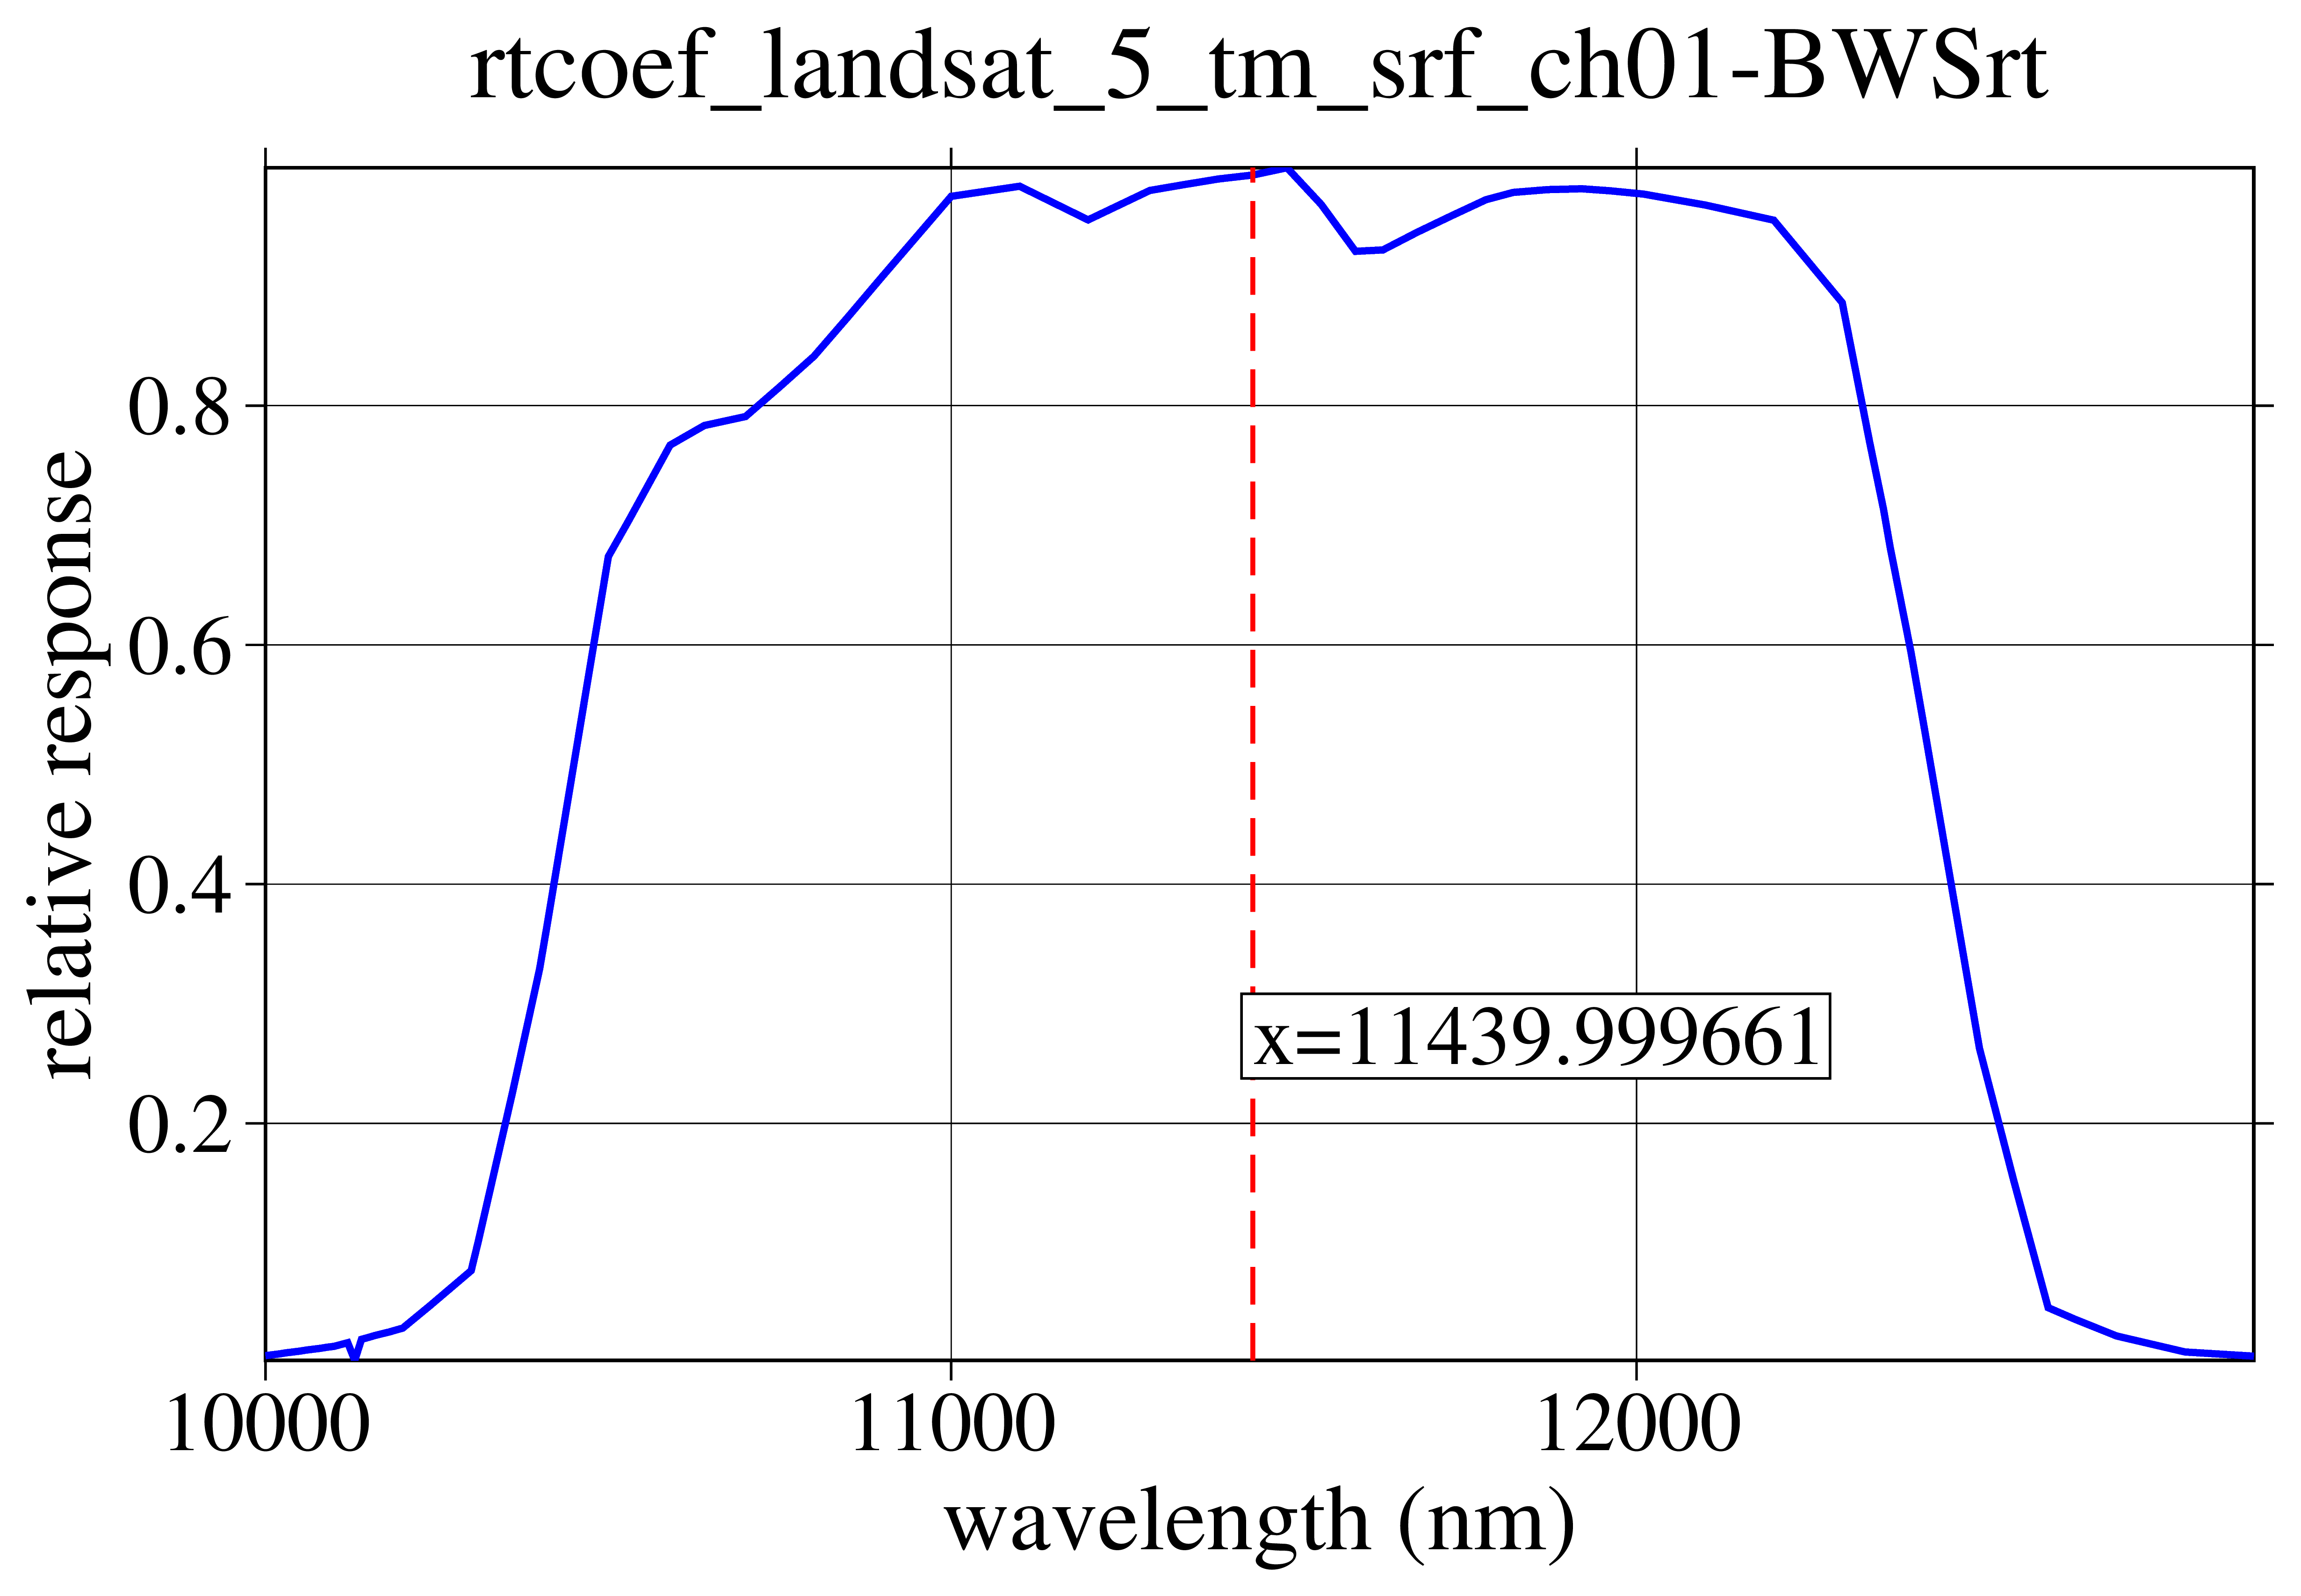 rtcoef_landsat_5_tm_srf_ch01-BWSrt
relative response
0.8
0.6
0.4
0.2
x=11439.999661
10000
11000
12000
wavelength (nm)